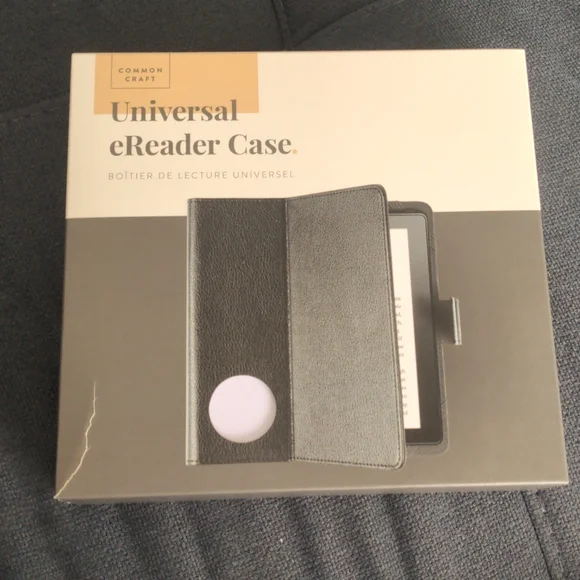 COMMON
CRAFT
Universal
eReader Case.
BOÎTIER DE LECTURE UNIVERSEL